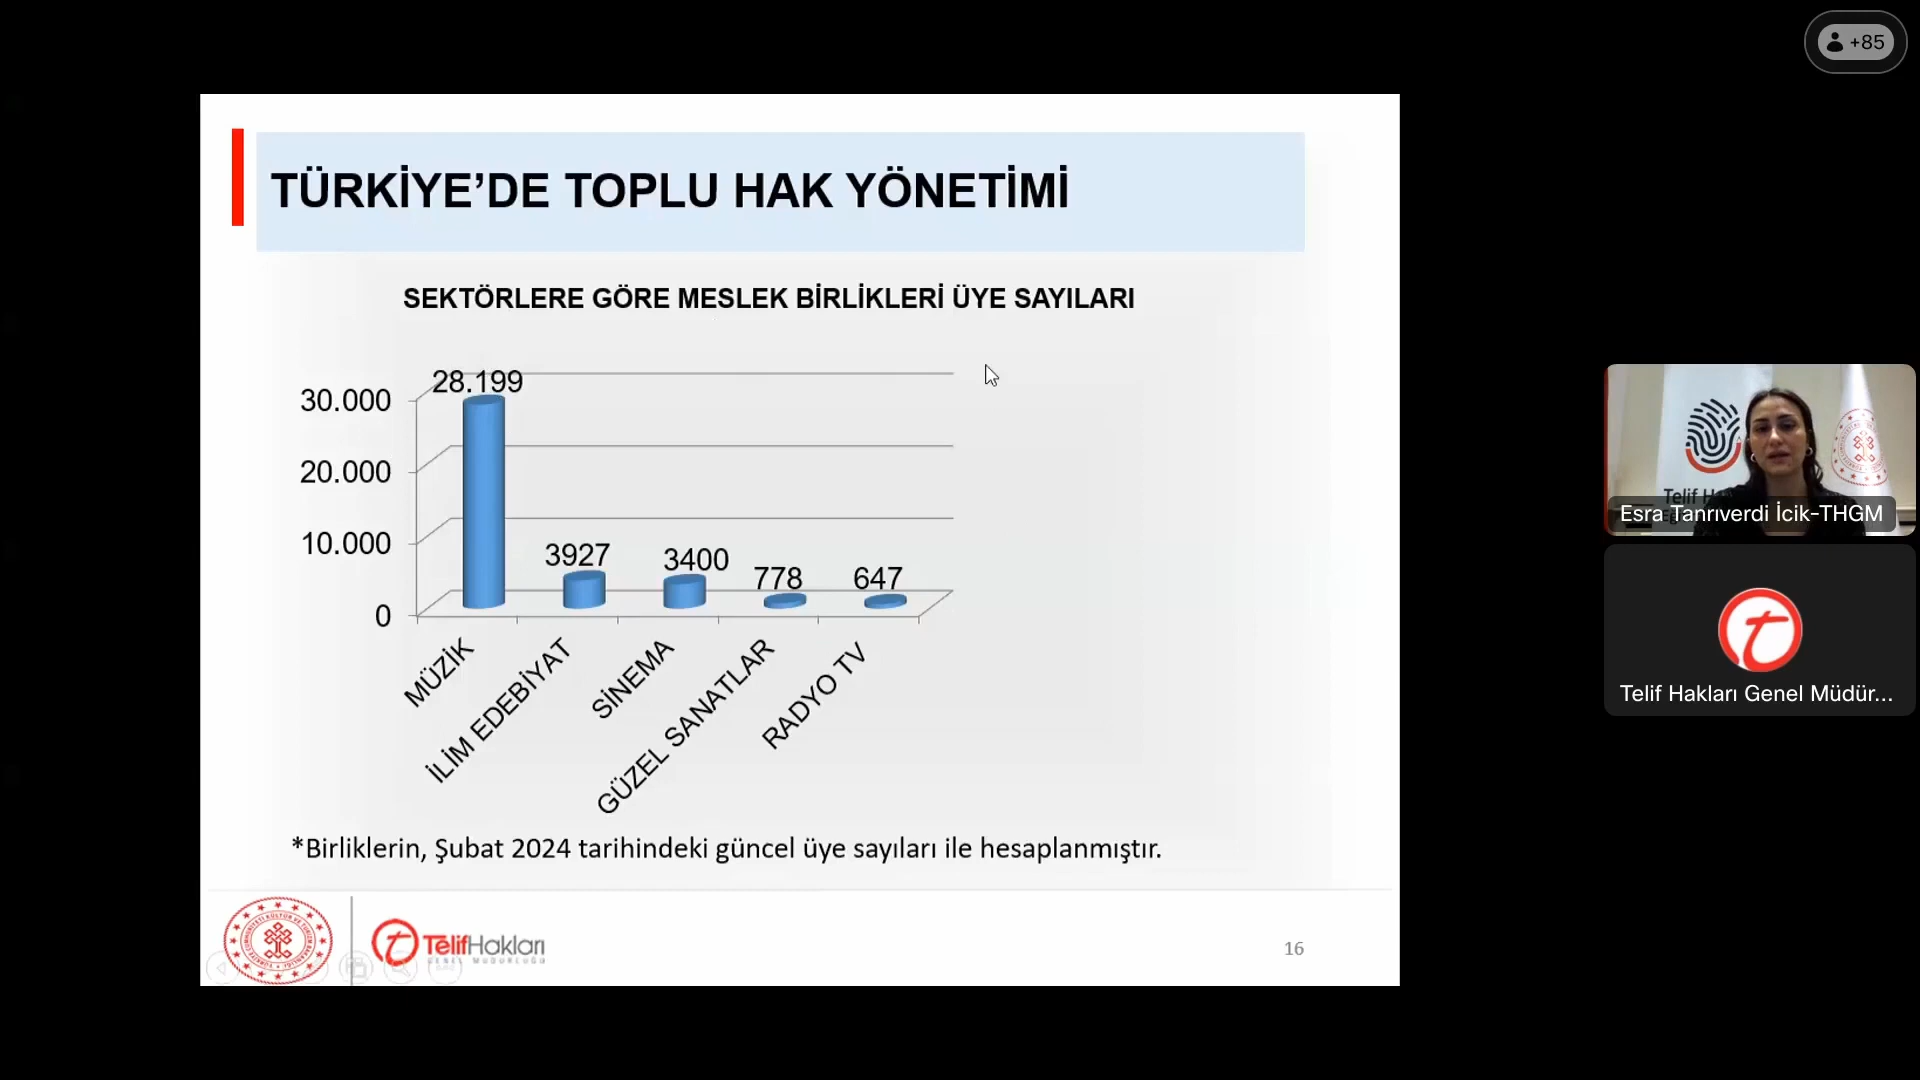 +85
TÜRKİYE’DE TOPLU HAK YÖNETİMİ
SEKTÖRLERE GÖRE MESLEK BİRLİKLERİ ÜYE SAYILARI
28.199
30.000
20.000
10.000
0
3927
3400
778
647
MÜZİK
İLİM EDEBİYAT
SİNEMA
GÜZEL SANATLAR
RADYO TV
*Birliklerin, Şubat 2024 tarihindeki güncel üye sayıları ile hesaplanmıştır.
TelifHakları
GENEL MÜDÜRLÜĞÜ
16
Telif H
Esra Tanrıverdi İcik-THGM
Telif Hakları Genel Müdür...